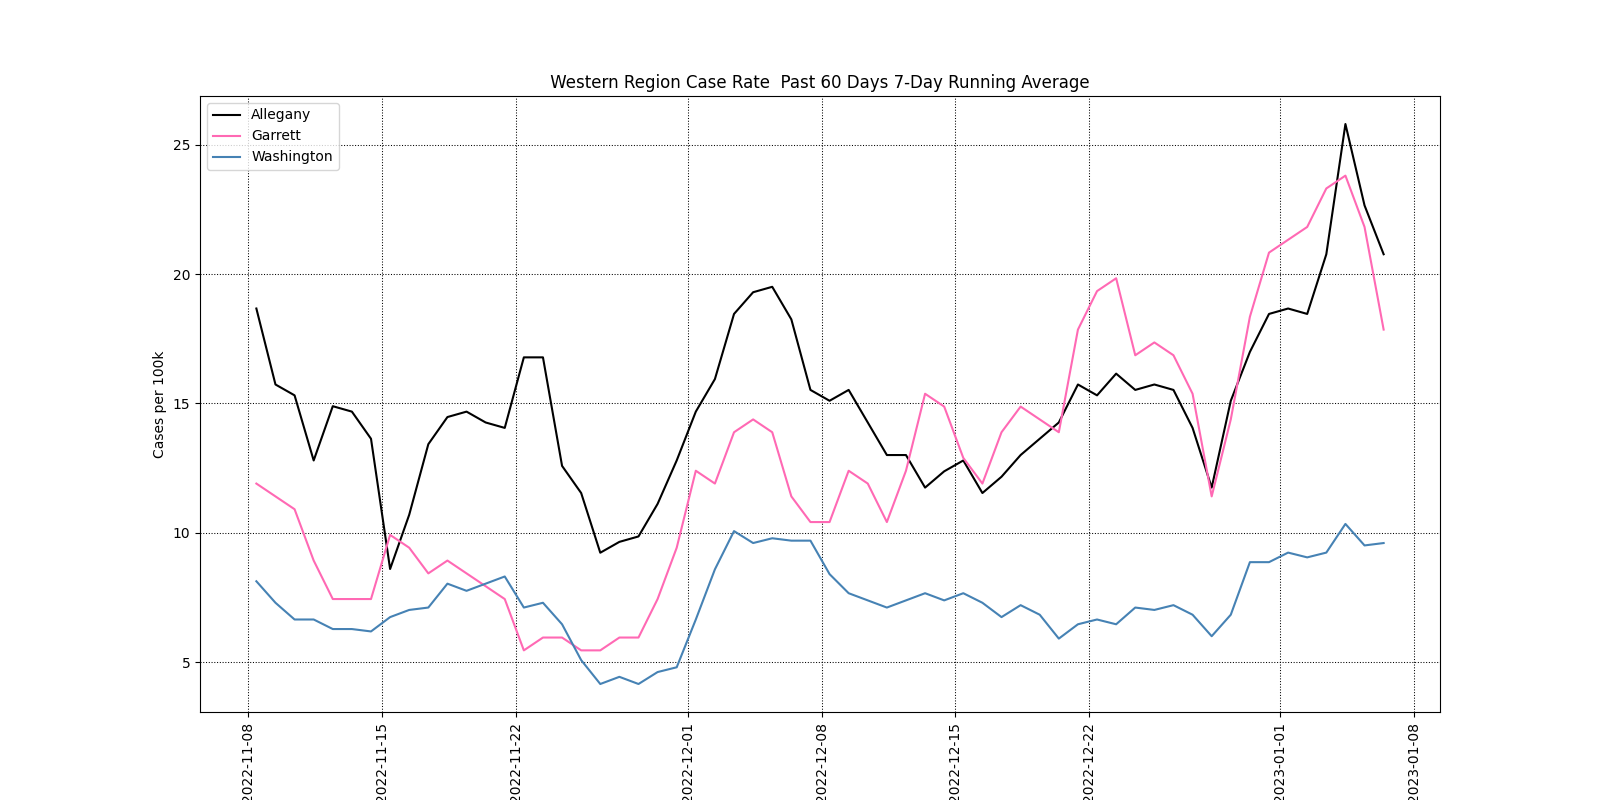 Western Region Case Rate  Past 60 Days 7-Day Running Average
Allegany
Garrett
Washington
Cases per 100k
25
20
15
10
5
2022-11-08
2022-11-15
2022-11-22
2022-12-01
2022-12-08
2022-12-15
2022-12-22
2023-01-01
2023-01-08